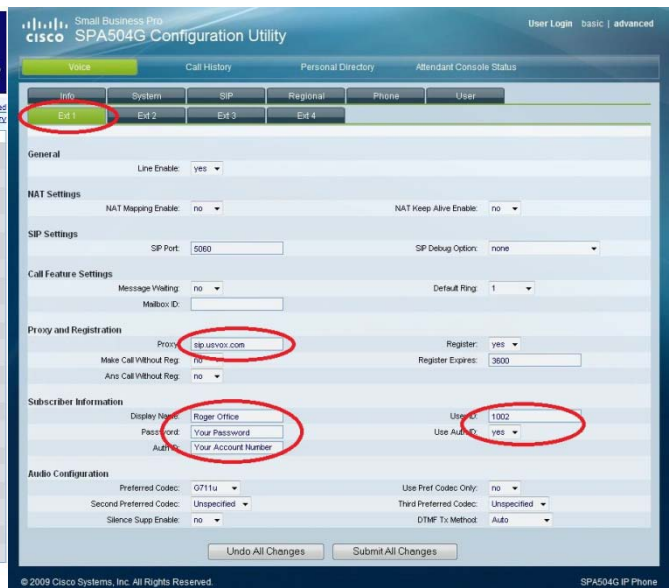 Small Business Pro
cisco SPA504G Configuration Utility
User Login basic | advanced
Voice Call History Personal Directory Attendant Console Status
Info System SIP Regional Phone User
Ext 1 Ext 2 Ext 3 Ext 4
General
Line Enable: yes
NAT Settings
NAT Mapping Enable: no NAT Keep Alive Enable: no
SIP Settings
SIP Port: 5060 SIP Debug Option: none
Call Feature Settings
Message Waiting: no Default Ring: 1
Mailbox ID:
Proxy and Registration
Proxy: sip.usvox.com Register: yes
Make Call Without Reg: no Register Expires: 3600
Ans Call Without Reg: no
Subscriber Information
Display Name: Roger Office User ID: 1002
Password: Your Password Use Auth ID: yes
Auth ID: Your Account Number
Audio Configuration
Preferred Codec: G711u Use Pref Codec Only: no
Second Preferred Codec: Unspecified Third Preferred Codec: Unspecified
Silence Supp Enable: no DTMF Tx Method: Auto
Undo All Changes Submit All Changes
© 2009 Cisco Systems, Inc. All Rights Reserved. SPA504G IP Phone